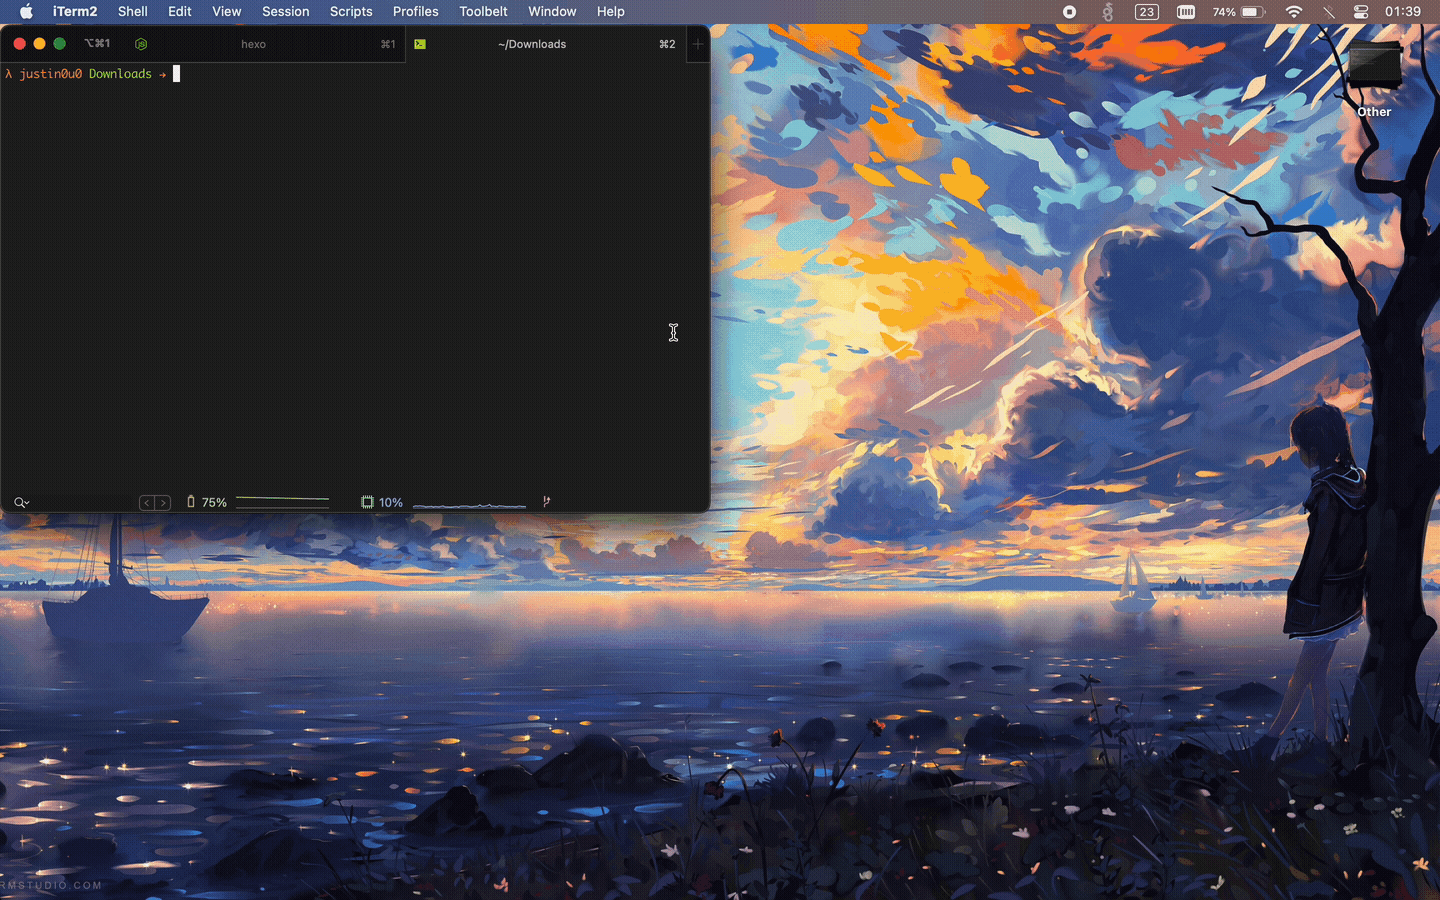 iTerm2 Shell Edit View Session Scripts Profiles Toolbelt Window Help 23 74% 01:39
⌥⌘1 hexo ⌘1 ~/Downloads ⌘2 +
λ justin0u0 Downloads →
Other
75% 10%
RMSTUDIO.COM